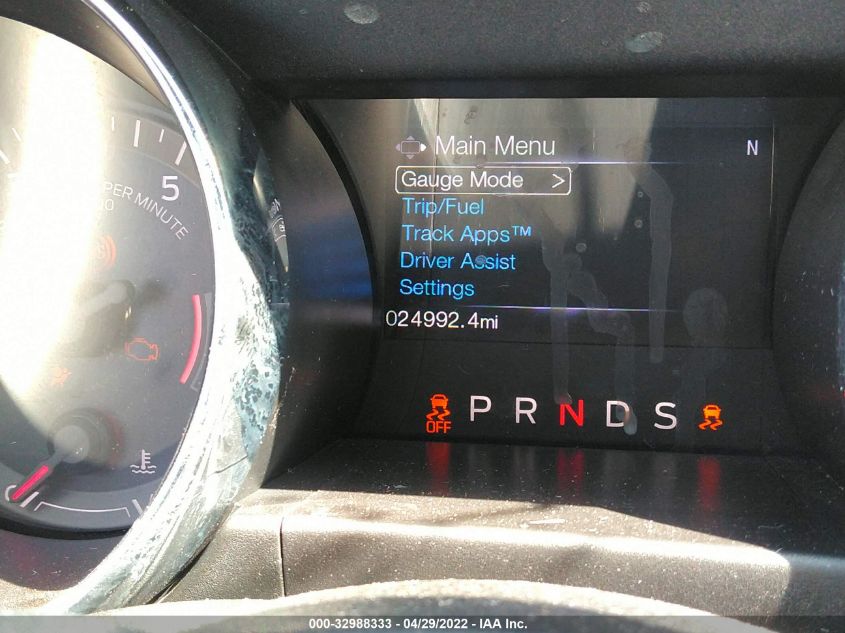 Main Menu N
Gauge Mode >
Trip/Fuel
Track Apps™
Driver Assist
Settings
024992.4mi
5
PER MINUTE
OFF P R N D S
000-32988333 - 04/29/2022 - IAA Inc.